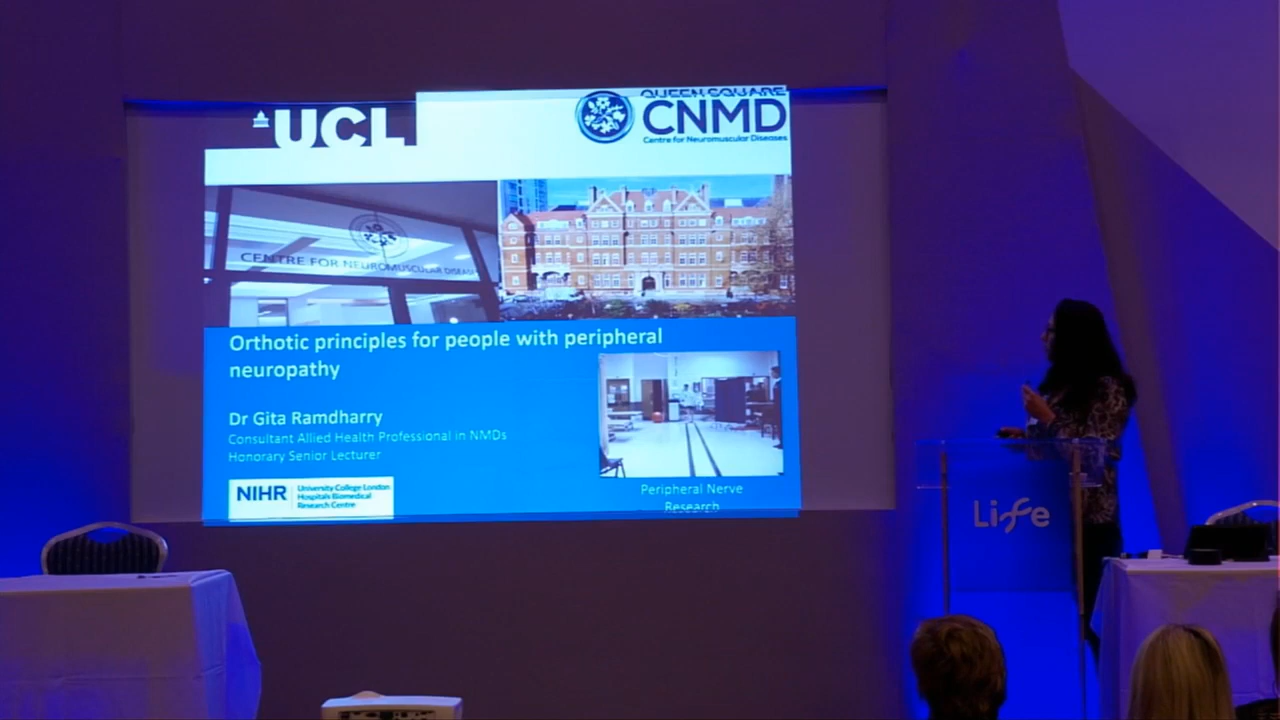 UCL
QUEEN SQUARE
CNMD
Centre for Neuromuscular Diseases
CENTRE FOR NEUROMUSCULAR DISEASE
Orthotic principles for people with peripheral
neuropathy
Dr Gita Ramdharry
Consultant Allied Health Professional in NMDs
Honorary Senior Lecturer
NIHR
University College London
Hospitals Biomedical
Research Centre
Peripheral Nerve
Research
Life